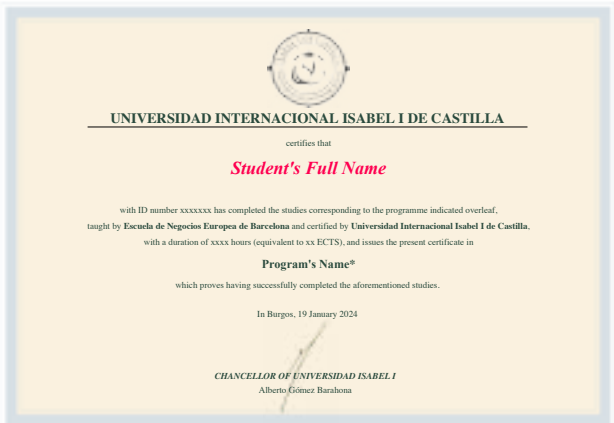 UNIVERSIDAD INTERNACIONAL ISABEL I DE CASTILLA
certifies that
Student's Full Name
with ID number xxxxxxx has completed the studies corresponding to the programme indicated overleaf,
taught by Escuela de Negocios Europea de Barcelona and certified by Universidad Internacional Isabel I de Castilla,
with a duration of xxxx hours (equivalent to xx ECTS), and issues the present certificate in
Program's Name*
which proves having successfully completed the aforementioned studies.
In Burgos, 19 January 2024
CHANCELLOR OF UNIVERSIDAD ISABEL I
Alberto Gómez Barahona